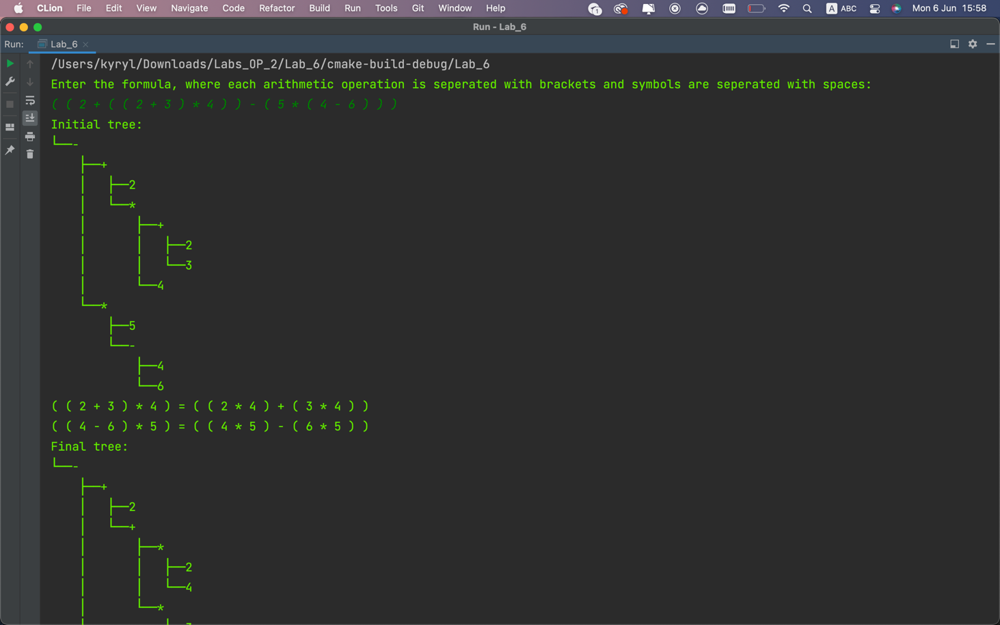 CLion File Edit View Navigate Code Refactor Build Run Tools Git Window Help 1 A ABC Mon 6 Jun 15:58
Run - Lab_6
Run: Lab_6
/Users/kyryl/Downloads/Labs_OP_2/Lab_6/cmake-build-debug/Lab_6
Enter the formula, where each arithmetic operation is seperated with brackets and symbols are seperated with spaces:
( ( 2 + ( ( 2 + 3 ) * 4 ) ) - ( 5 * ( 4 - 6 ) ) )
Initial tree:
└──-
    ├──+
    │   ├──2
    │   └──*
    │       ├──+
    │       │   ├──2
    │       │   └──3
    │       └──4
    └──*
        ├──5
        └──-
            ├──4
            └──6
( ( 2 + 3 ) * 4 ) = ( ( 2 * 4 ) + ( 3 * 4 ) )
( ( 4 - 6 ) * 5 ) = ( ( 4 * 5 ) - ( 6 * 5 ) )
Final tree:
└──-
    ├──+
    │   ├──2
    │   └──+
    │       ├──*
    │       │   ├──2
    │       │   └──4
    │       └──*